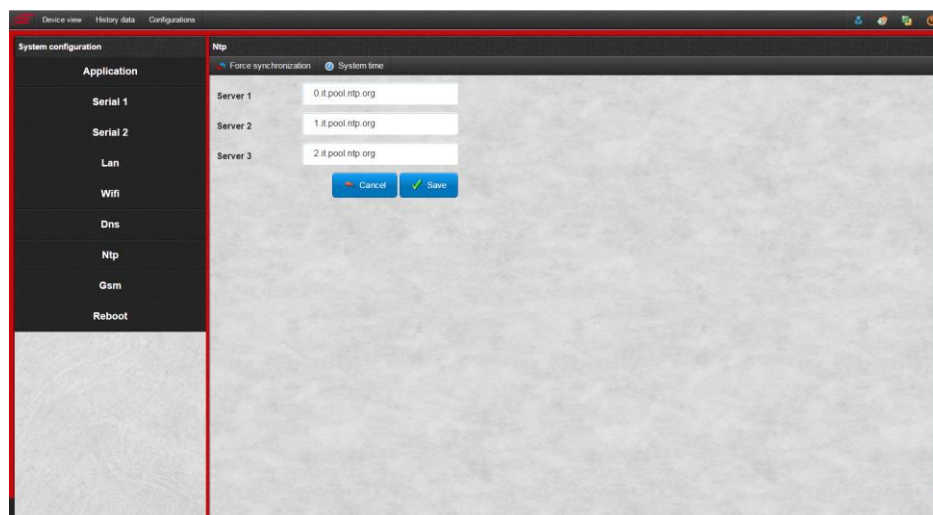 Device view History data Configurations
System configuration
Application
Serial 1
Serial 2
Lan
Wifi
Dns
Ntp
Gsm
Reboot
Ntp
Force synchronization System time
Server 1 0.it.pool.ntp.org
Server 2 1.it.pool.ntp.org
Server 3 2.it.pool.ntp.org
Cancel Save